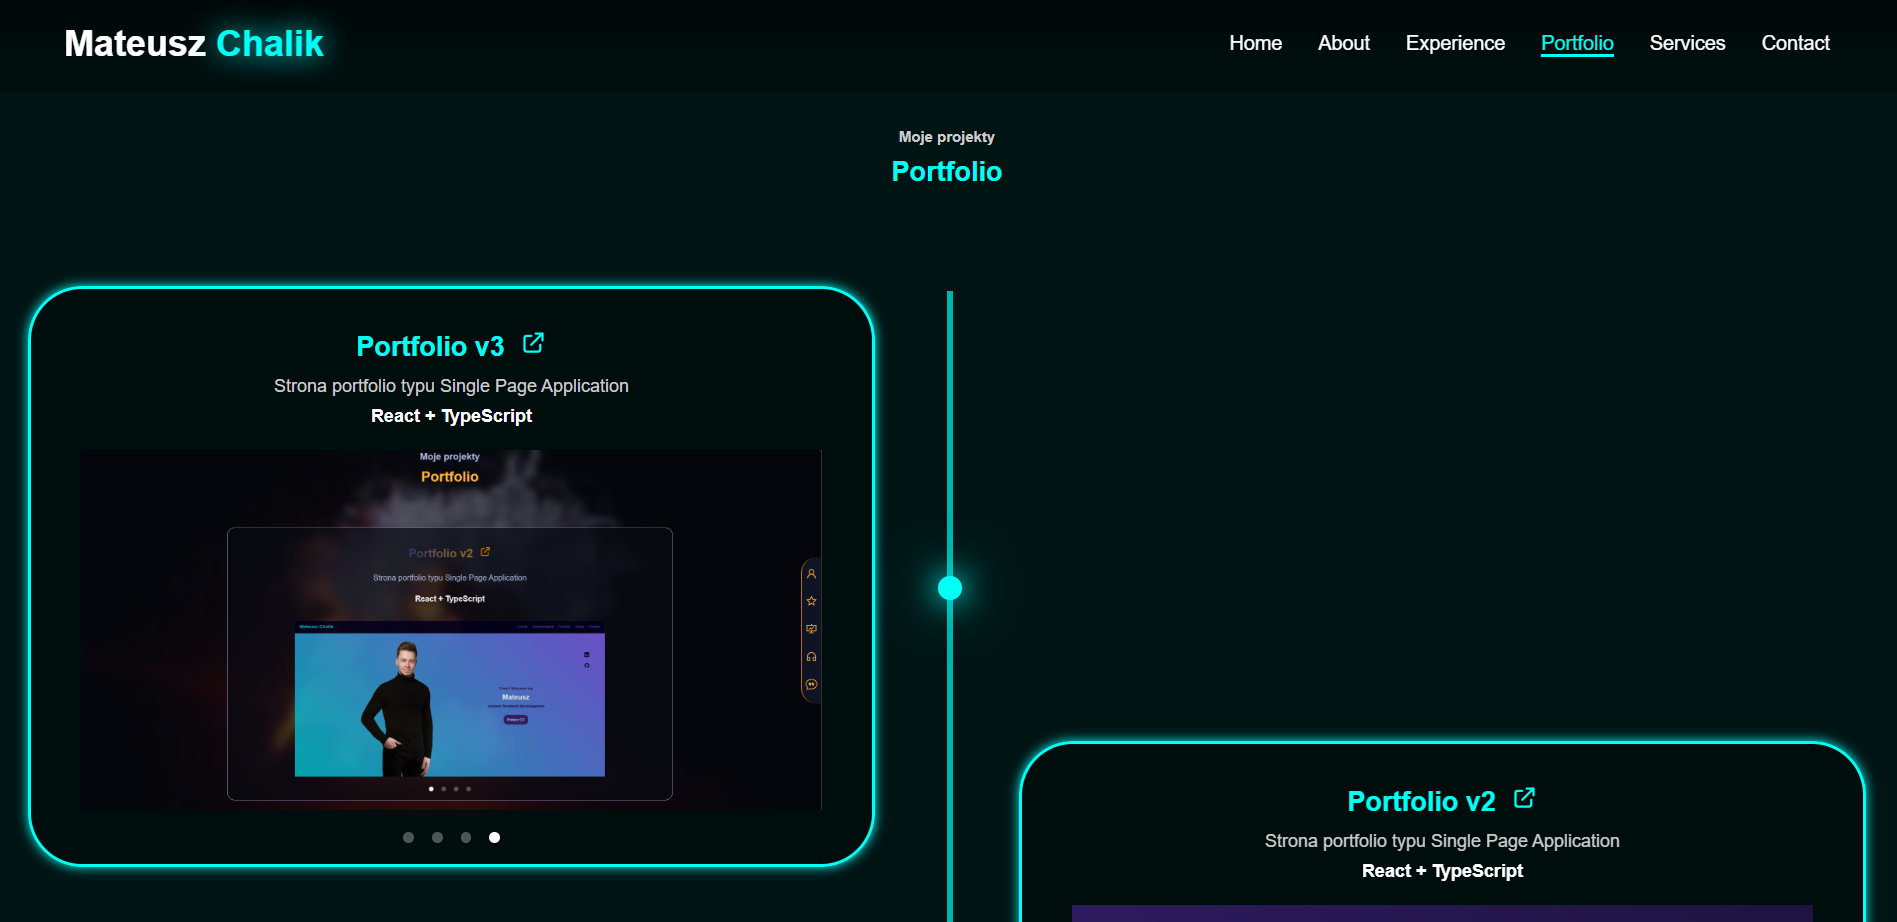 Mateusz Chalik
Home About Experience Portfolio Services Contact
Moje projekty
Portfolio
Portfolio v3
Strona portfolio typu Single Page Application
React + TypeScript
Moje projekty
Portfolio
Portfolio v2
Strona portfolio typu Single Page Application
React + TypeScript
Mateusz Chalik
Mateusz
Portfolio v2
Strona portfolio typu Single Page Application
React + TypeScript